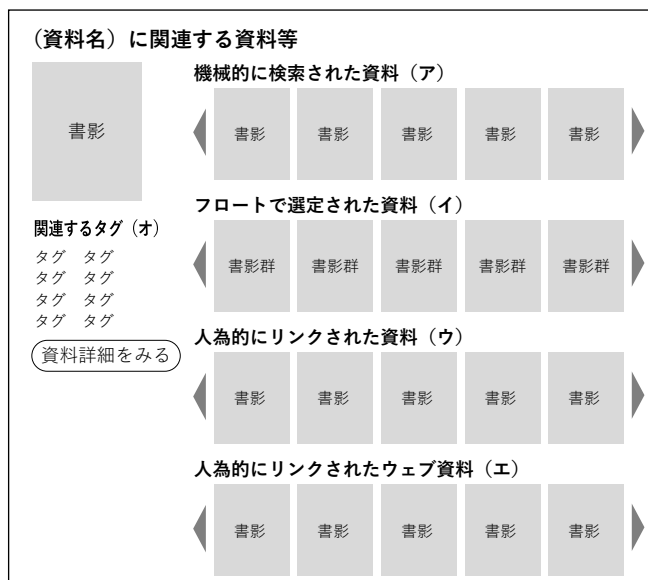 （資料名）に関連する資料等
書影
関連するタグ（オ）
タグ タグ
タグ タグ
タグ タグ
タグ タグ
資料詳細をみる
機械的に検索された資料（ア）
書影 書影 書影 書影 書影
フロートで選定された資料（イ）
書影群 書影群 書影群 書影群 書影群
人為的にリンクされた資料（ウ）
書影 書影 書影 書影 書影
人為的にリンクされたウェブ資料（エ）
書影 書影 書影 書影 書影